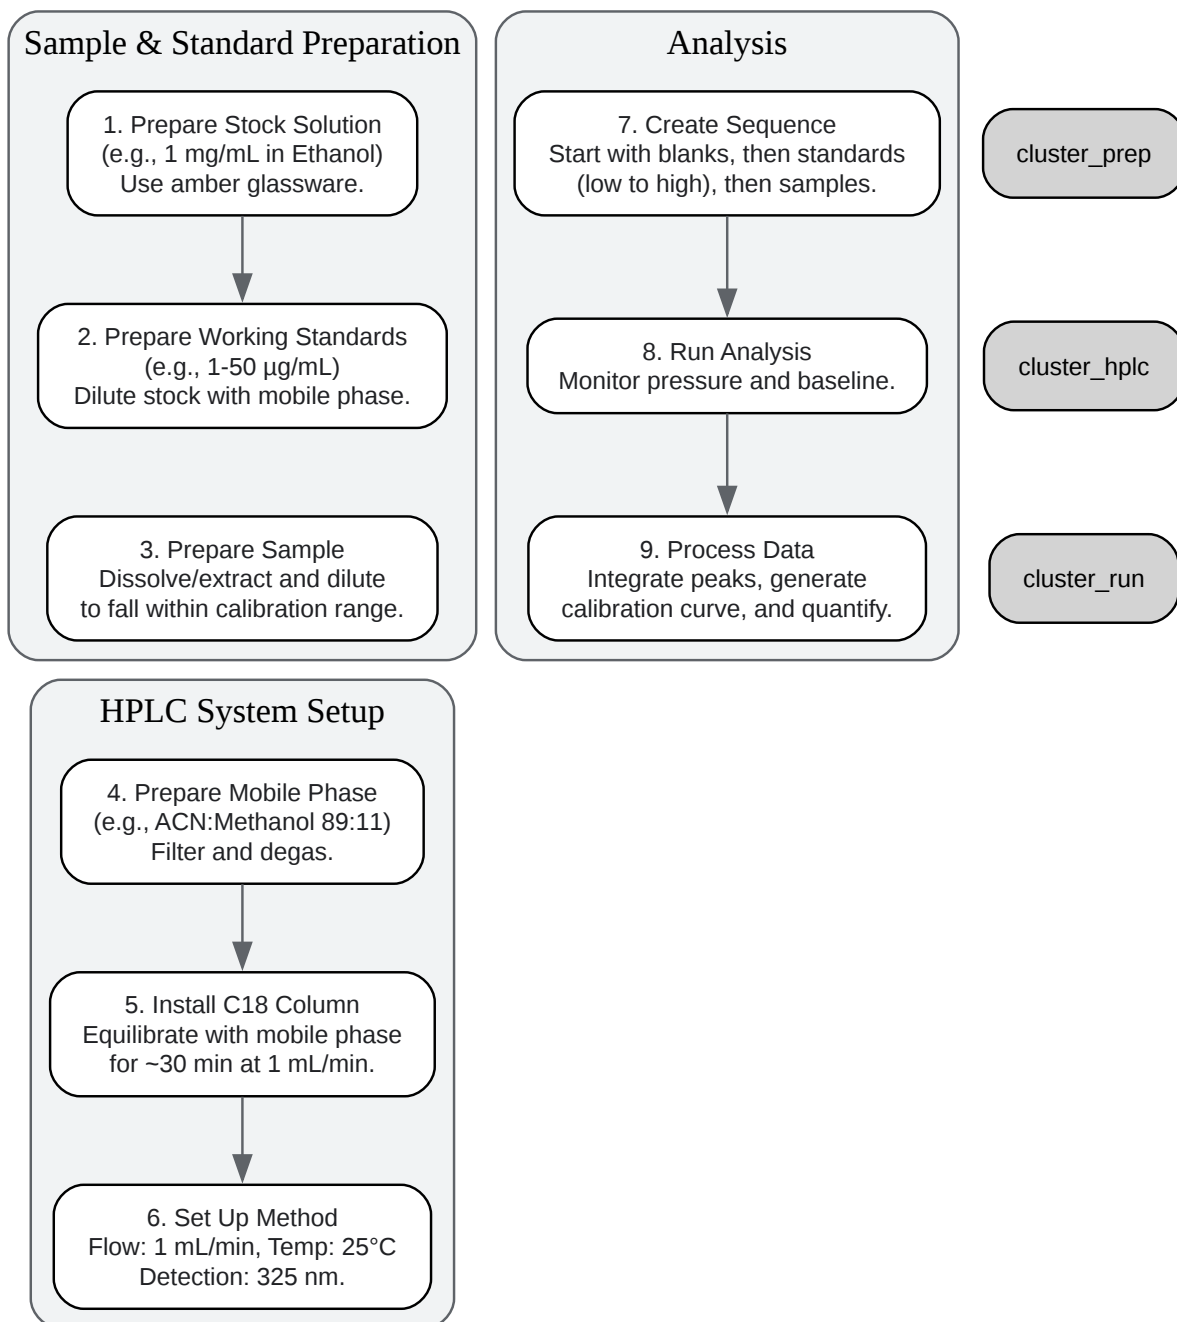 Sample & Standard Preparation
1. Prepare Stock Solution
(e.g., 1 mg/mL in Ethanol)
Use amber glassware.
2. Prepare Working Standards
(e.g., 1-50 µg/mL)
Dilute stock with mobile phase.
3. Prepare Sample
Dissolve/extract and dilute
to fall within calibration range.
Analysis
7. Create Sequence
Start with blanks, then standards
(low to high), then samples.
8. Run Analysis
Monitor pressure and baseline.
9. Process Data
Integrate peaks, generate
calibration curve, and quantify.
cluster_prep
cluster_hplc
cluster_run
HPLC System Setup
4. Prepare Mobile Phase
(e.g., ACN:Methanol 89:11)
Filter and degas.
5. Install C18 Column
Equilibrate with mobile phase
for ~30 min at 1 mL/min.
6. Set Up Method
Flow: 1 mL/min, Temp: 25°C
Detection: 325 nm.